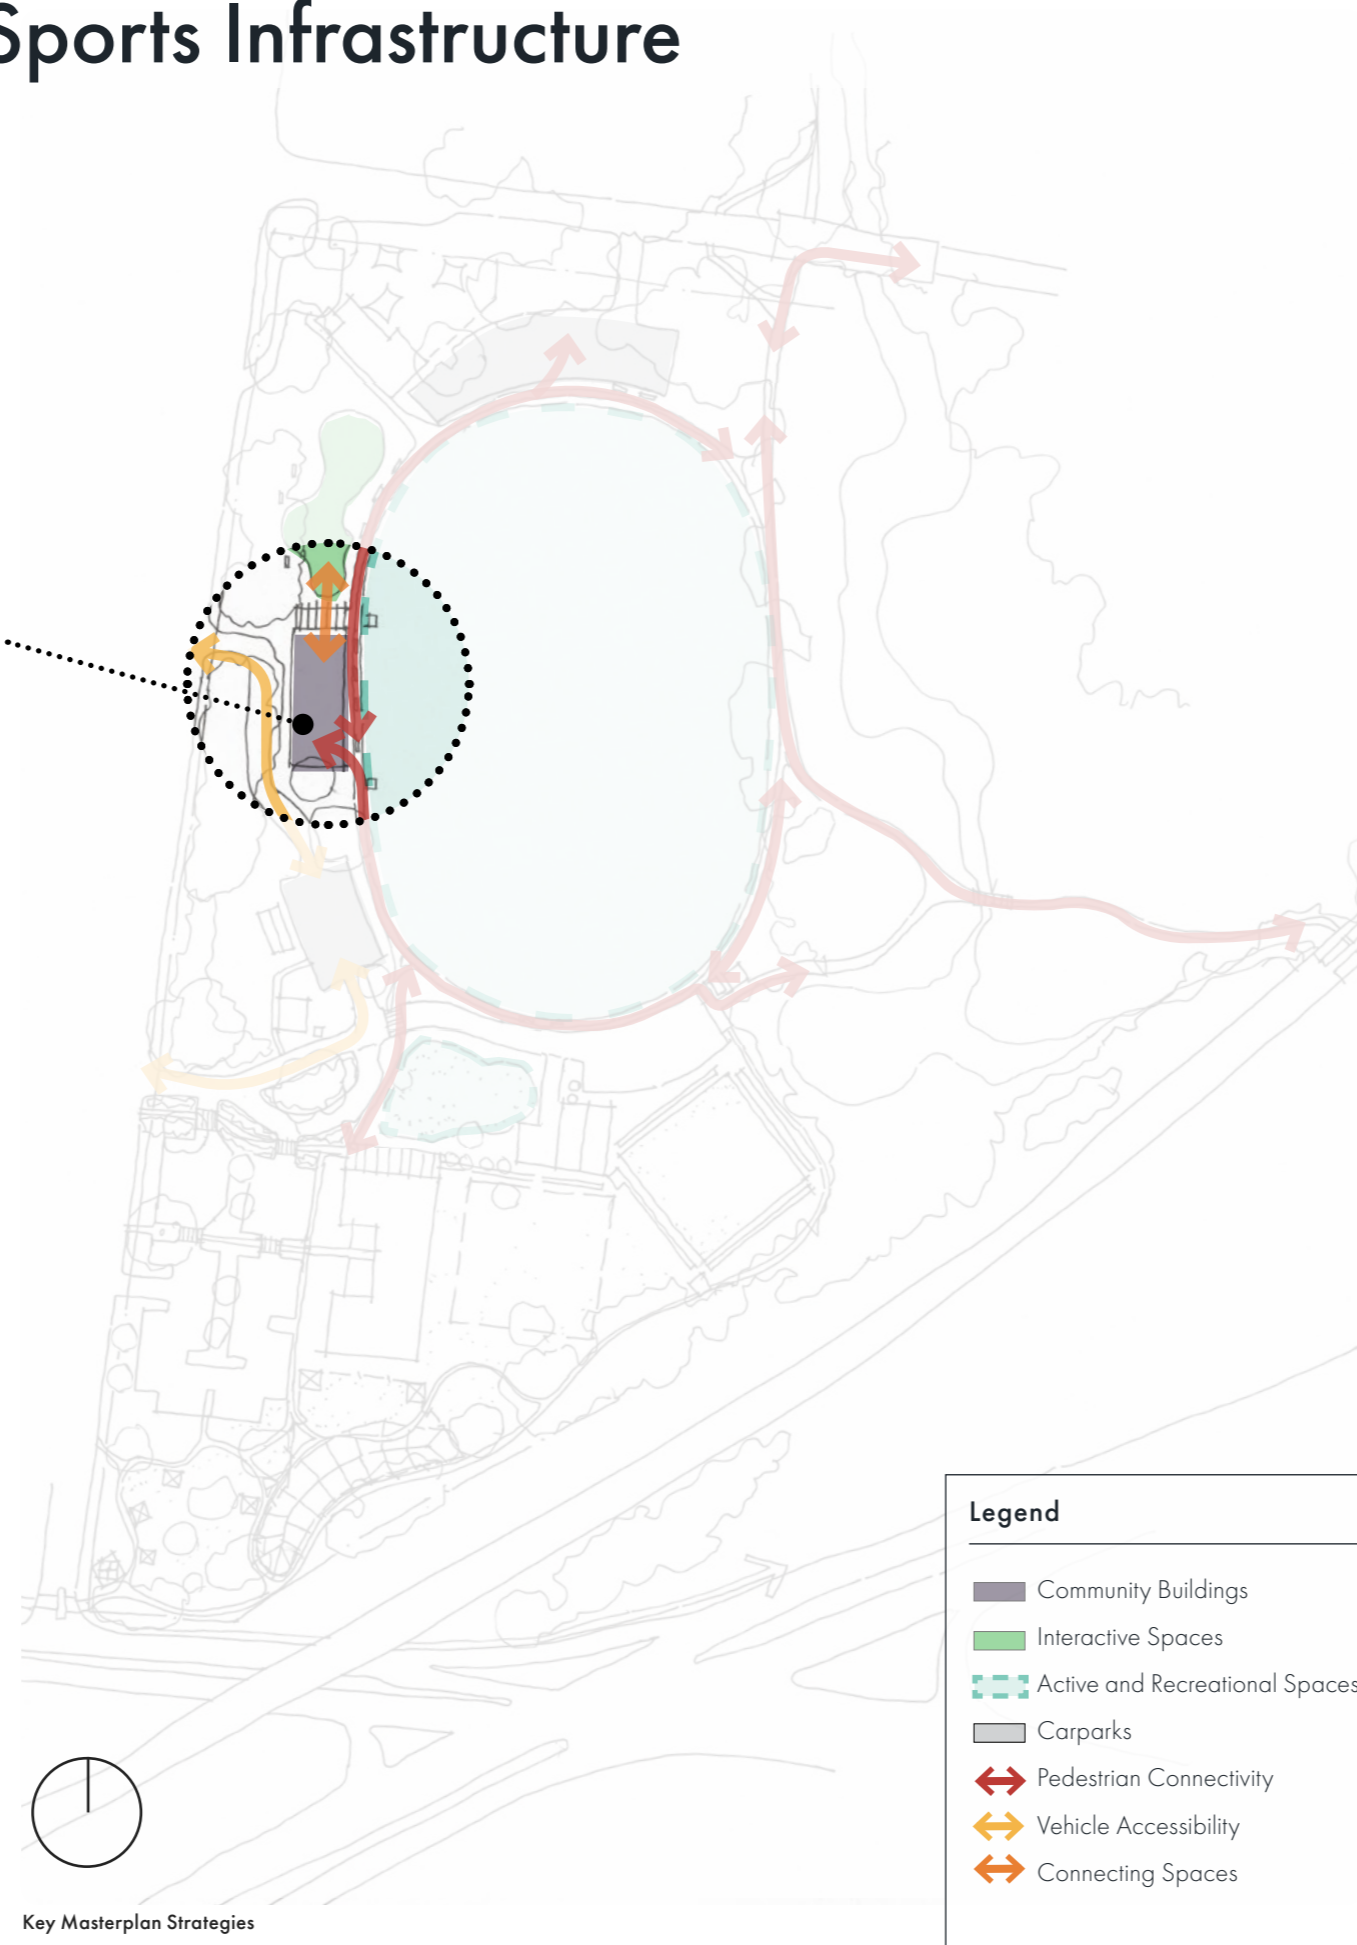 Sports Infrastructure
Legend
Community Buildings
Interactive Spaces
Active and Recreational Spaces
Carparks
Pedestrian Connectivity
Vehicle Accessibility
Connecting Spaces
Key Masterplan Strategies